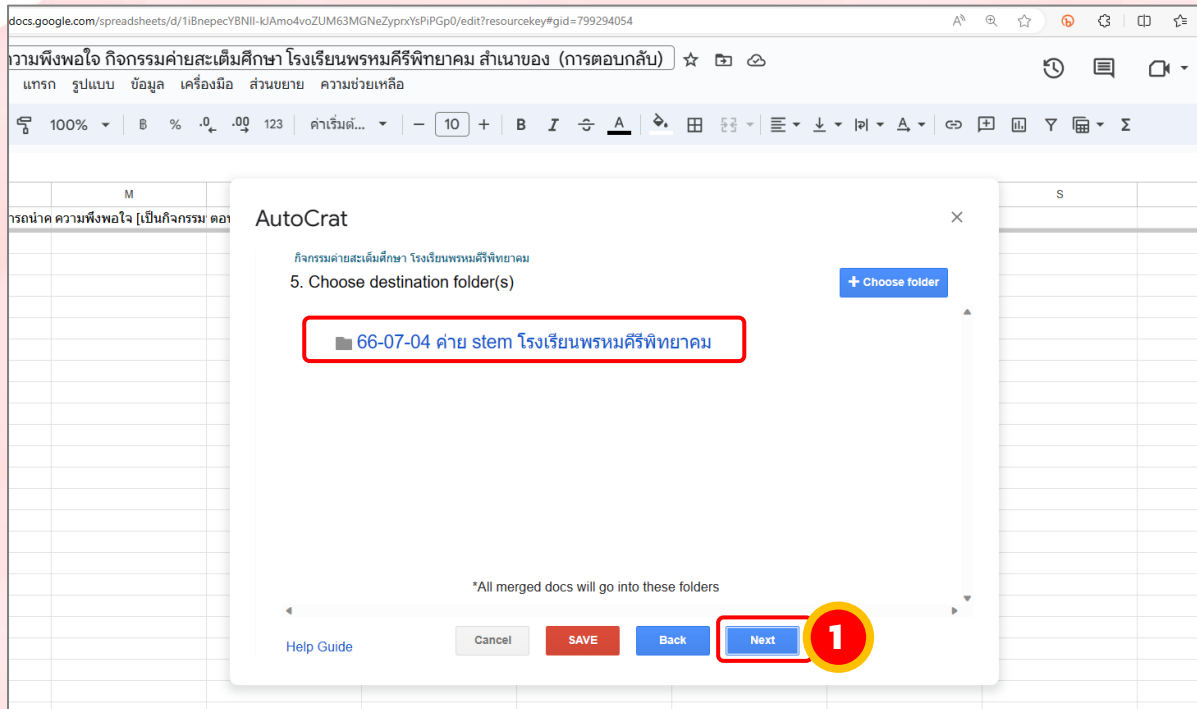 docs.google.com/spreadsheets/d/1iBnepecYBNII-kJAmo4voZUM63MGNeZyprxYsPiPGp0/edit?resourcekey#gid=799294054
ความพึงพอใจ กิจกรรมค่ายสะเต็มศึกษา โรงเรียนพรหมคีรีพิทยาคม สำเนาของ (การตอบกลับ)
แทรก รูปแบบ ข้อมูล เครื่องมือ ส่วนขยาย ความช่วยเหลือ
100% ฿ % .0 .00 123 ค่าเริ่มต้... 10 B I A
M S
ความพึงพอใจ [เป็นกิจกรรม
AutoCrat
กิจกรรมค่ายสะเต็มศึกษา โรงเรียนพรหมคีรีพิทยาคม
5. Choose destination folder(s)
+ Choose folder
66-07-04 ค่าย stem โรงเรียนพรหมคีรีพิทยาคม
*All merged docs will go into these folders
Help Guide Cancel SAVE Back Next 1